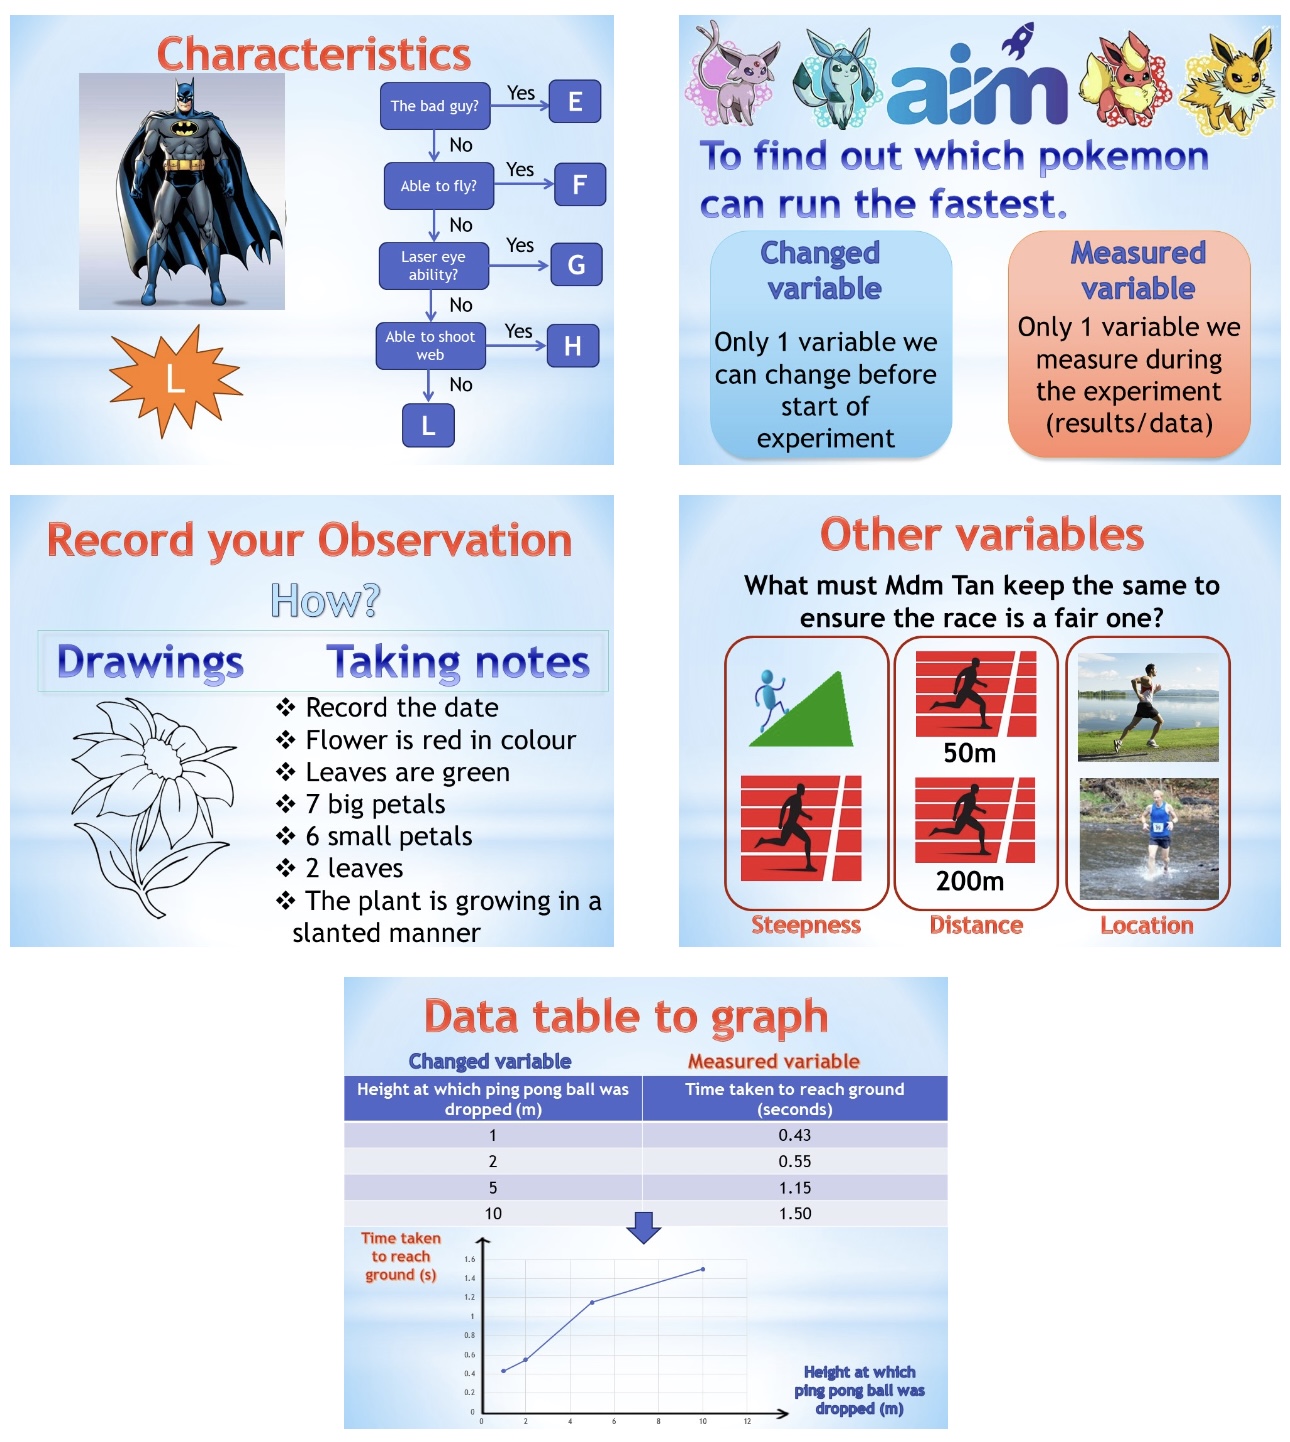 Characteristics
The bad guy?
Yes
E
No
Able to fly?
Yes
F
No
Laser eye
ability?
Yes
G
No
Able to shoot
web
Yes
H
No
L
L
aim
To find out which pokemon
can run the fastest.
Changed
variable
Only 1 variable we
can change before
start of
experiment
Measured
variable
Only 1 variable we
measure during
the experiment
(results/data)
Record your Observation
How?
Drawings
Taking notes
❖ Record the date
❖ Flower is red in colour
❖ Leaves are green
❖ 7 big petals
❖ 6 small petals
❖ 2 leaves
❖ The plant is growing in a
slanted manner
Other variables
What must Mdm Tan keep the same to
ensure the race is a fair one?
50m
200m
Steepness
Distance
Location
Data table to graph
Changed variable
Measured variable
Height at which ping pong ball was
dropped (m)
Time taken to reach ground
(seconds)
1 0.43
2 0.55
5 1.15
10 1.50
Time taken
to reach
ground (s)
1.6
1.4
1.2
1
0.8
0.6
0.4
0.2
0
0 2 4 6 8 10 12
Height at which
ping pong ball was
dropped (m)